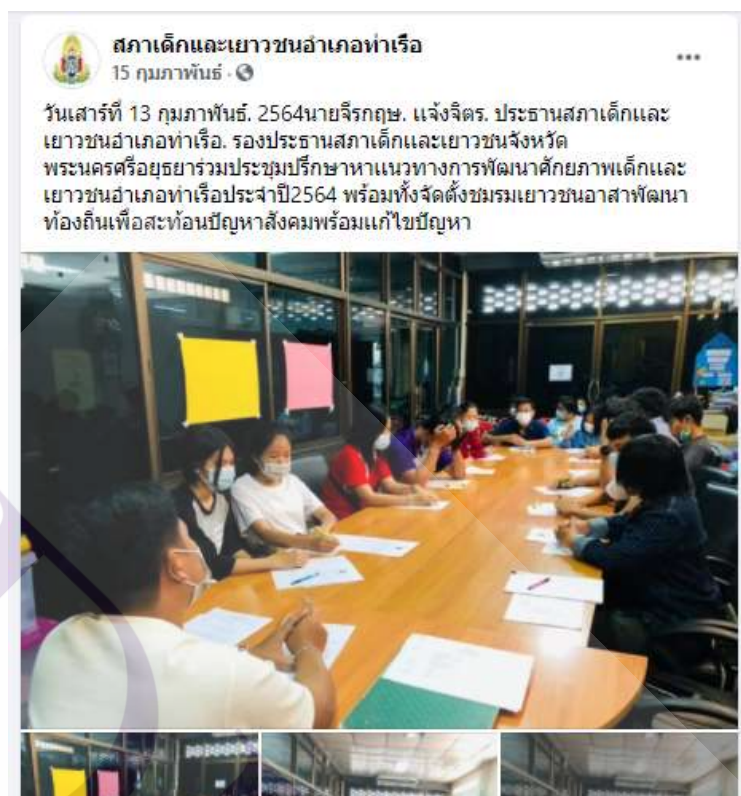 สภาเด็กและเยาวชนอำเภอท่าเรือ
15 กุมภาพันธ์ ·
วันเสาร์ที่ 13 กุมภาพันธ์. 2564นายจีรกฤษ. แจ้งจิตร. ประธานสภาเด็กและ
เยาวชนอำเภอท่าเรือ. รองประธานสภาเด็กและเยาวชนจังหวัด
พระนครศรีอยุธยาร่วมประชุมปรึกษาหาแนวทางการพัฒนาศักยภาพเด็กและ
เยาวชนอำเภอท่าเรือประจำปี2564 พร้อมทั้งจัดตั้งชมรมเยาวชนอาสาพัฒนา
ท้องถิ่นเพื่อสะท้อนปัญหาสังคมพร้อมแก้ไขปัญหา